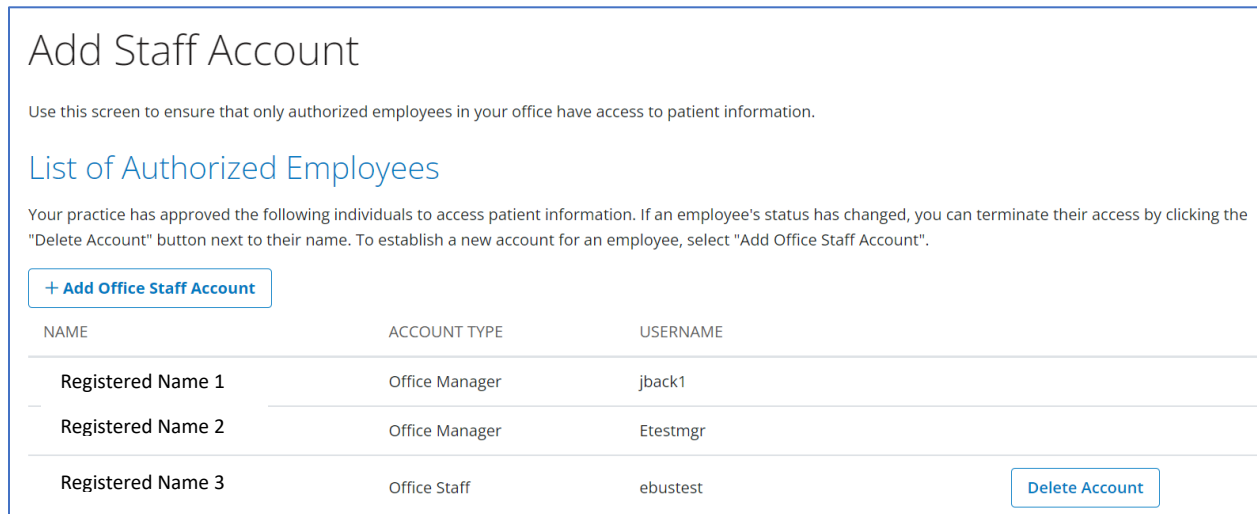 Add Staff Account
Use this screen to ensure that only authorized employees in your office have access to patient information.
List of Authorized Employees
Your practice has approved the following individuals to access patient information. If an employee's status has changed, you can terminate their access by clicking the
"Delete Account" button next to their name. To establish a new account for an employee, select "Add Office Staff Account".
+ Add Office Staff Account
NAME ACCOUNT TYPE USERNAME
Registered Name 1 Office Manager jback1
Registered Name 2 Office Manager Etestmgr
Registered Name 3 Office Staff ebustest Delete Account